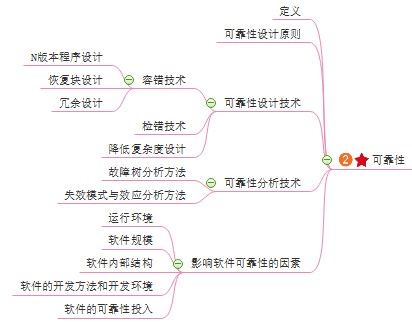 定义
可靠性设计原则
N版本程序设计
恢复块设计
容错技术
冗余设计
可靠性设计技术
检错技术
降低复杂度设计
2 可靠性
故障树分析方法
可靠性分析技术
失效模式与效应分析方法
运行环境
软件规模
软件内部结构
影响软件可靠性的因素
软件的开发方法和开发环境
软件的可靠性投入